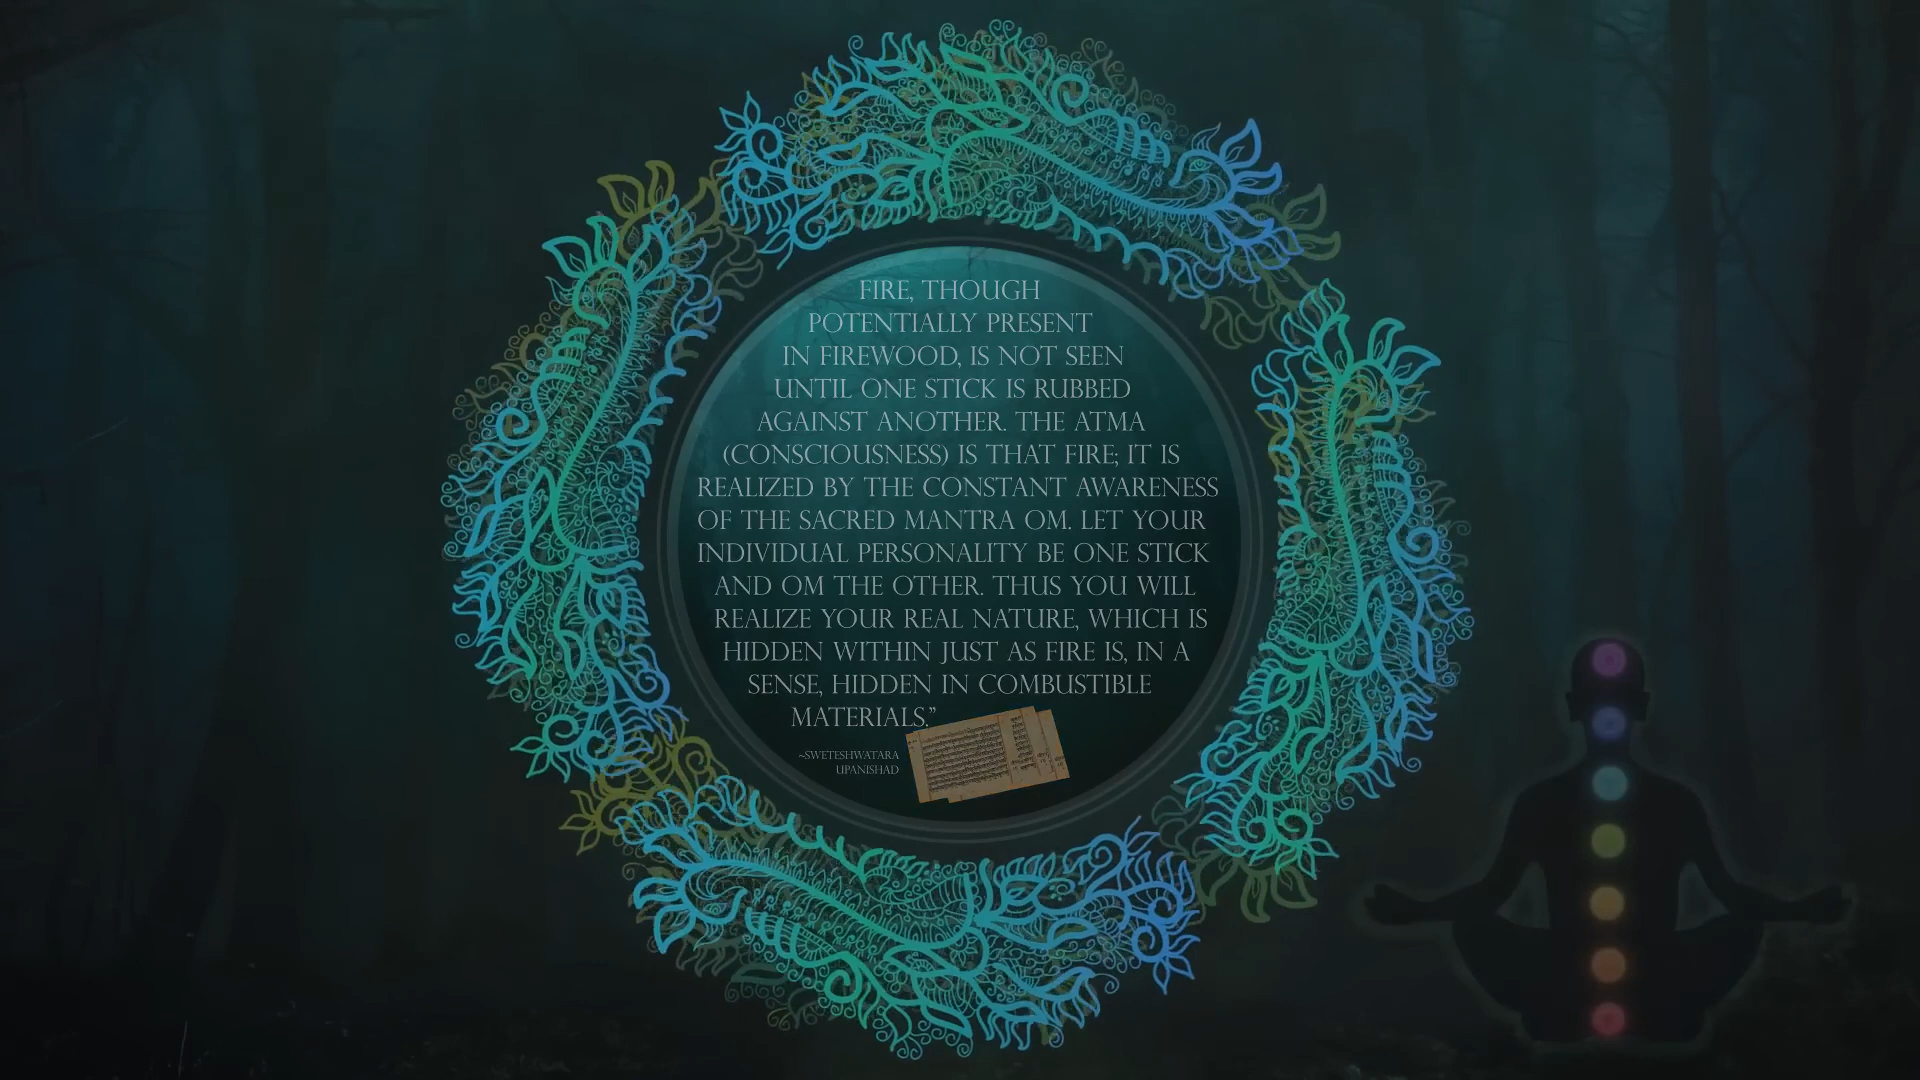 FIRE, THOUGH
POTENTIALLY PRESENT
IN FIREWOOD, IS NOT SEEN
UNTIL ONE STICK IS RUBBED
AGAINST ANOTHER. THE ATMA
(CONSCIOUSNESS) IS THAT FIRE; IT IS
REALIZED BY THE CONSTANT AWARENESS
OF THE SACRED MANTRA OM. LET YOUR
INDIVIDUAL PERSONALITY BE ONE STICK
AND OM THE OTHER. THUS YOU WILL
REALIZE YOUR REAL NATURE, WHICH IS
HIDDEN WITHIN JUST AS FIRE IS, IN A
SENSE, HIDDEN IN COMBUSTIBLE
MATERIALS.”
~SWETESHWATARA
UPANISHAD